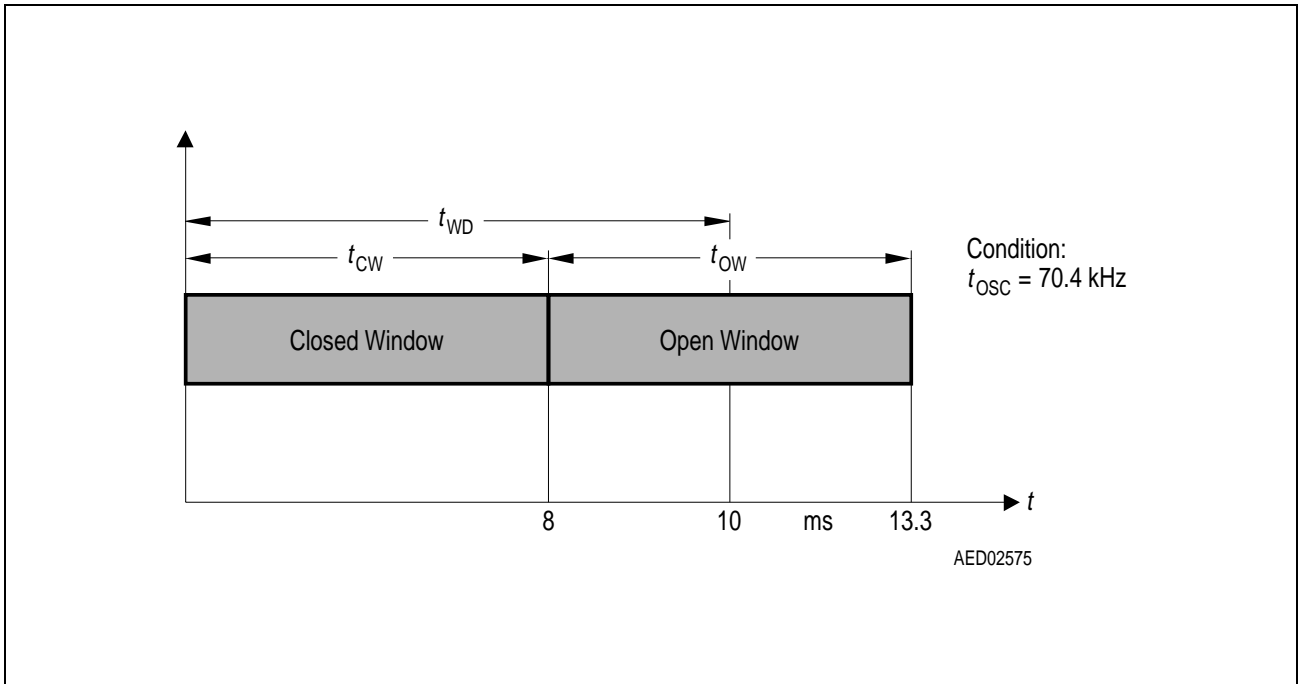 tWD
tCW
tOW
Condition:
tOSC = 70.4 kHz
Closed Window
Open Window
t
8
10
ms
13.3
AED02575